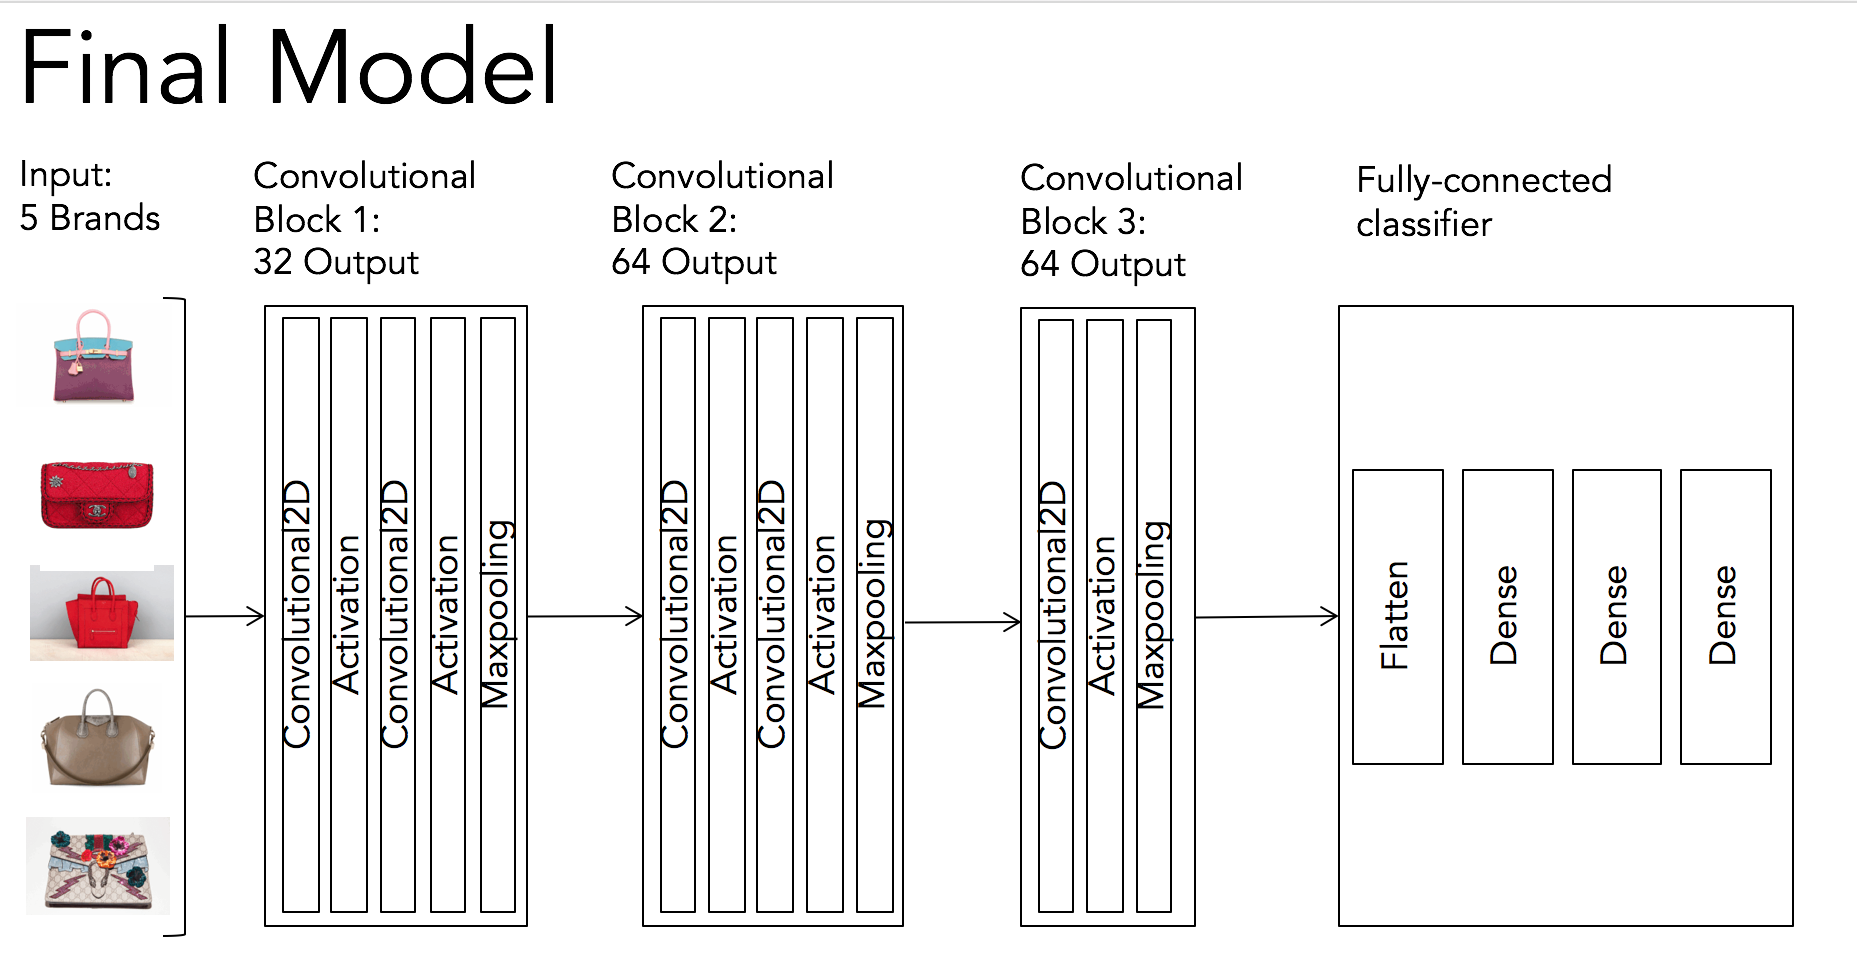 Final Model
Input:
5 Brands
Convolutional
Block 1:
32 Output
Convolutional
Block 2:
64 Output
Convolutional
Block 3:
64 Output
Fully-connected
classifier
Convolutional2D
Activation
Convolutional2D
Activation
Maxpooling
Convolutional2D
Activation
Convolutional2D
Activation
Maxpooling
Convolutional2D
Activation
Maxpooling
Flatten
Dense
Dense
Dense